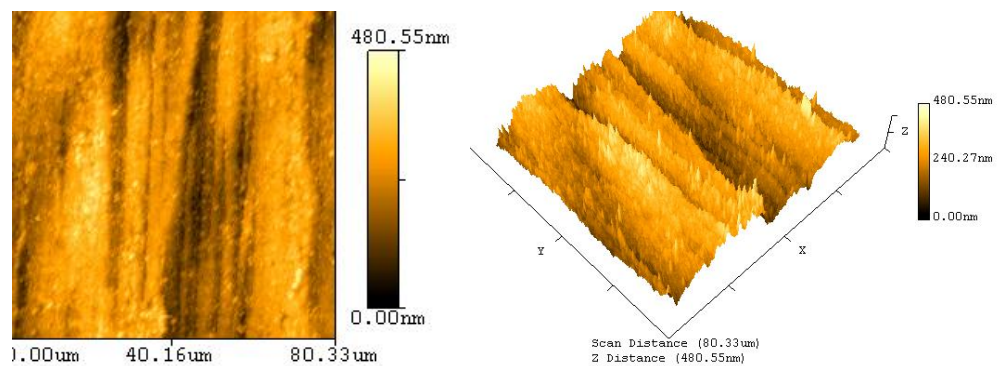 480.55nm
0.00nm
0.00um 40.16um 80.33um
480.55nm
240.27nm
0.00nm
Z
Y
X
Scan Distance (80.33um)
Z Distance (480.55nm)